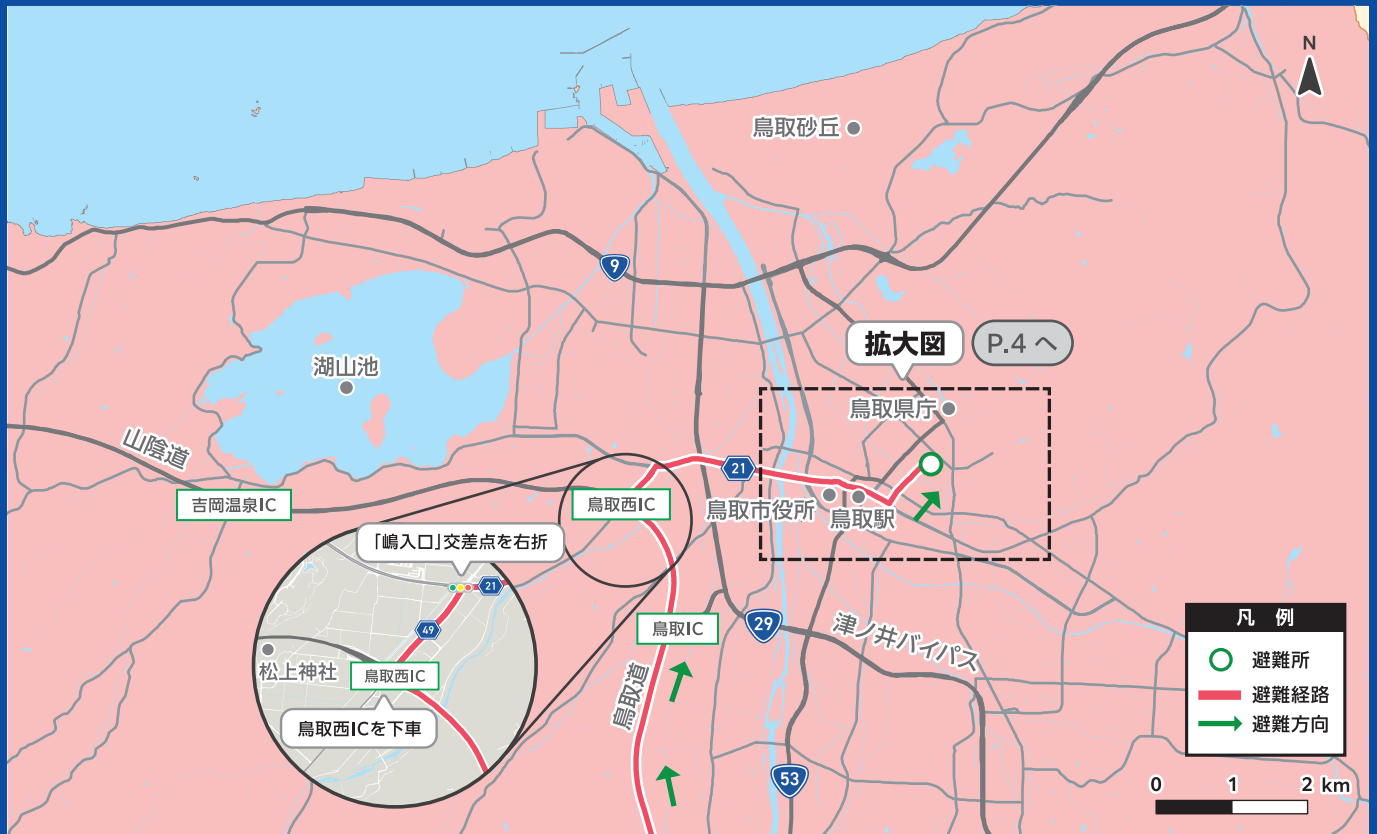 N
鳥取砂丘
9
拡大図
P.4 へ
湖山池
鳥取県庁
山陰道
21
吉岡温泉IC
鳥取西IC
鳥取市役所
鳥取駅
「嶋入口」交差点を右折
21
49
松上神社
鳥取西IC
鳥取西ICを下車
鳥取IC
29
津ノ井バイパス
鳥取道
53
凡 例
避難所
避難経路
避難方向
0 1 2 km